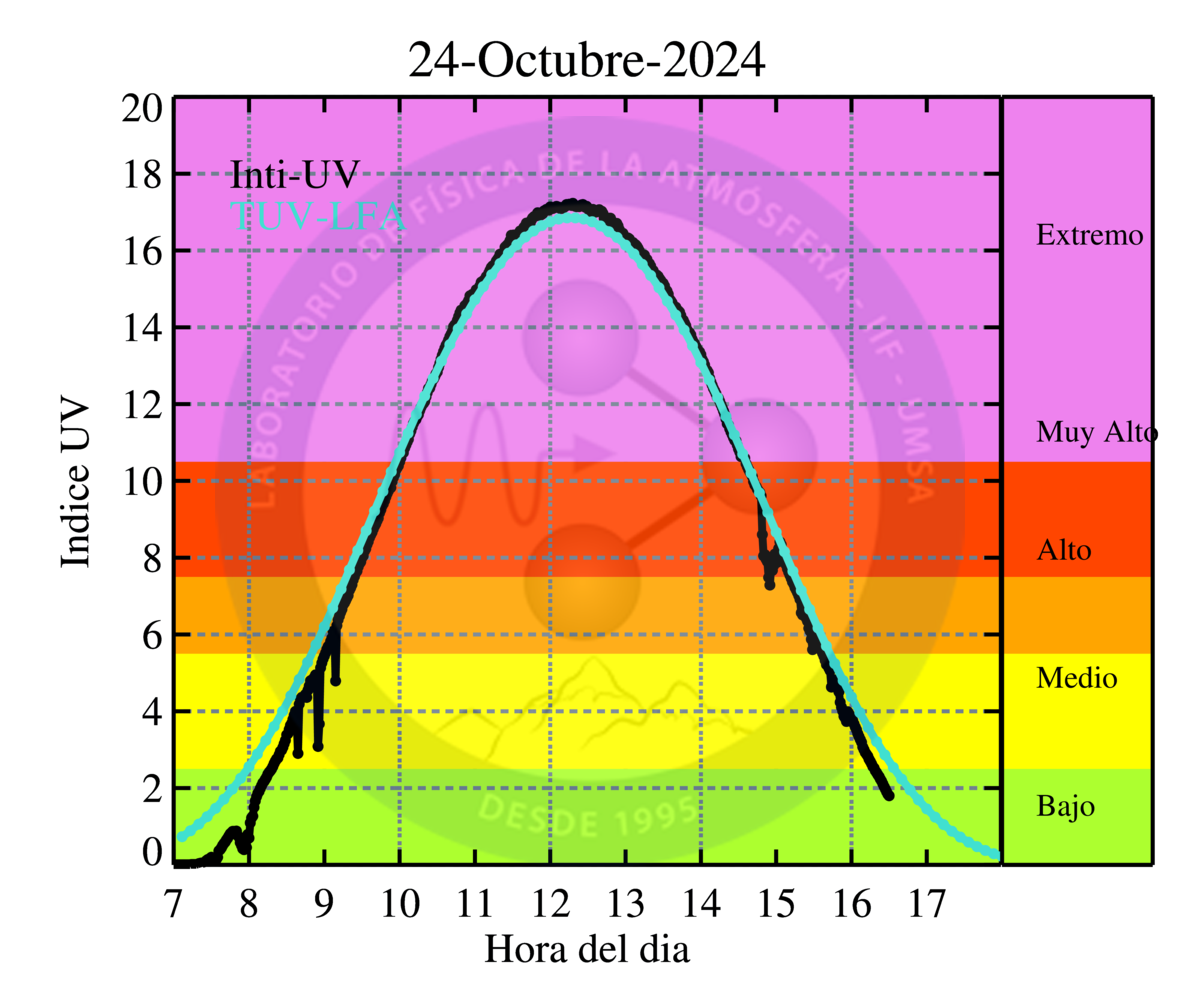 24-Octubre-2024
Inti-UV
TUV-LFA
LABORATORIO DE FÍSICA DE LA ATMÓSFERA - IIF - UMSA
DESDE 1995
Indice UV
20
18
16
14
12
10
8
6
4
2
0
Extremo
Muy Alto
Alto
Medio
Bajo
7 8 9 10 11 12 13 14 15 16 17
Hora del dia